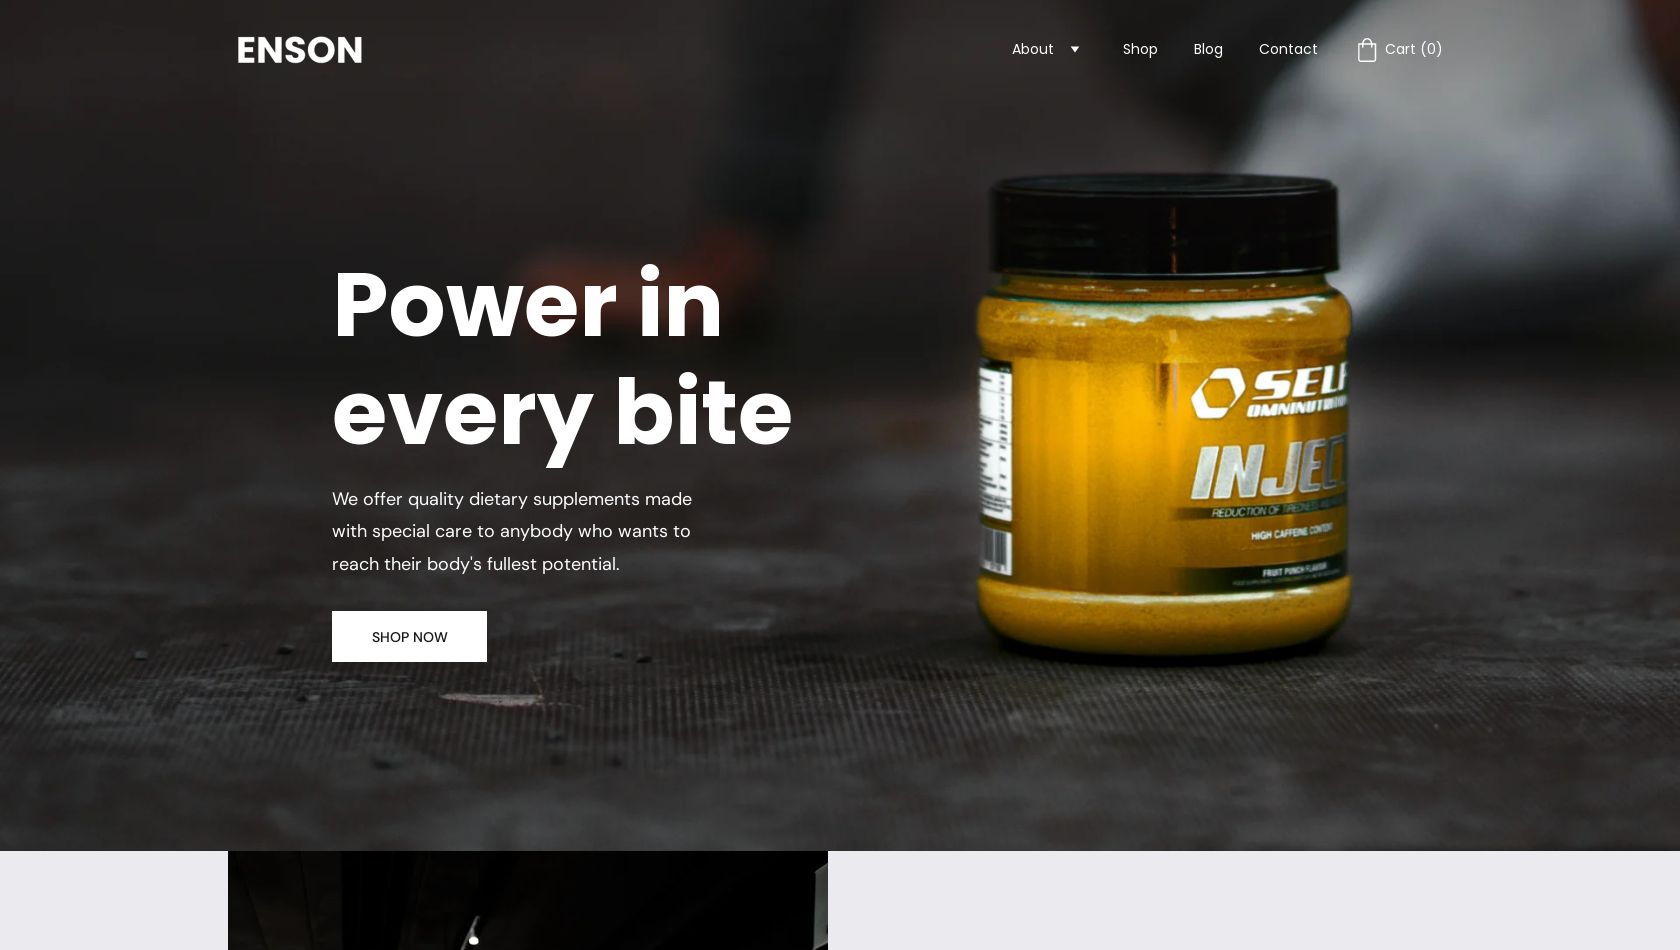 ENSON
About
Shop
Blog
Contact
Cart (0)
Power in
every bite
We offer quality dietary supplements made
with special care to anybody who wants to
reach their body's fullest potential.
SHOP NOW
SELF
OMNINUTRITION
INJECT
REDUCTION OF TIREDNESS
HIGH CAFFEINE CONTENT
FRUIT PUNCH FLAVOUR